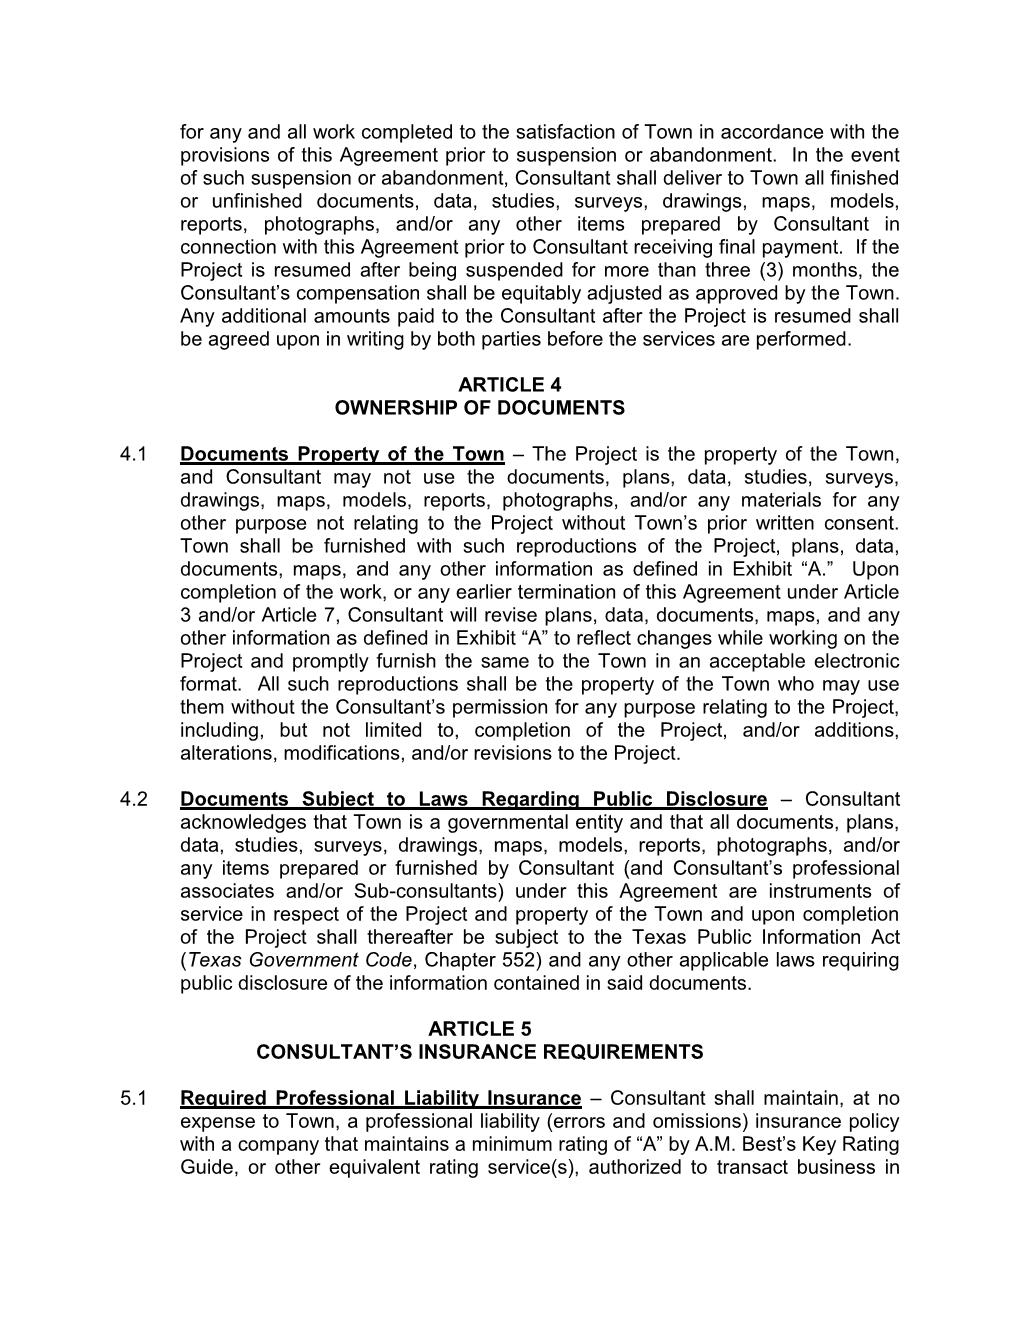 for any and all work completed to the satisfaction of Town in accordance with the
provisions of this Agreement prior to suspension or abandonment.  In the event
of such suspension or abandonment, Consultant shall deliver to Town all finished
or unfinished documents, data, studies, surveys, drawings, maps, models,
reports, photographs, and/or any other items prepared by Consultant in
connection with this Agreement prior to Consultant receiving final payment.  If the
Project is resumed after being suspended for more than three (3) months, the
Consultant’s compensation shall be equitably adjusted as approved by the Town.
Any additional amounts paid to the Consultant after the Project is resumed shall
be agreed upon in writing by both parties before the services are performed.
ARTICLE 4
OWNERSHIP OF DOCUMENTS
4.1 Documents Property of the Town – The Project is the property of the Town,
and Consultant may not use the documents, plans, data, studies, surveys,
drawings, maps, models, reports, photographs, and/or any materials for any
other purpose not relating to the Project without Town’s prior written consent.
Town shall be furnished with such reproductions of the Project, plans, data,
documents, maps, and any other information as defined in Exhibit “A.”  Upon
completion of the work, or any earlier termination of this Agreement under Article
3 and/or Article 7, Consultant will revise plans, data, documents, maps, and any
other information as defined in Exhibit “A” to reflect changes while working on the
Project and promptly furnish the same to the Town in an acceptable electronic
format.  All such reproductions shall be the property of the Town who may use
them without the Consultant’s permission for any purpose relating to the Project,
including, but not limited to, completion of the Project, and/or additions,
alterations, modifications, and/or revisions to the Project.
4.2 Documents Subject to Laws Regarding Public Disclosure – Consultant
acknowledges that Town is a governmental entity and that all documents, plans,
data, studies, surveys, drawings, maps, models, reports, photographs, and/or
any items prepared or furnished by Consultant (and Consultant’s professional
associates and/or Sub-consultants) under this Agreement are instruments of
service in respect of the Project and property of the Town and upon completion
of the Project shall thereafter be subject to the Texas Public Information Act
(Texas Government Code, Chapter 552) and any other applicable laws requiring
public disclosure of the information contained in said documents.
ARTICLE 5
CONSULTANT’S INSURANCE REQUIREMENTS
5.1 Required Professional Liability Insurance – Consultant shall maintain, at no
expense to Town, a professional liability (errors and omissions) insurance policy
with a company that maintains a minimum rating of “A” by A.M. Best’s Key Rating
Guide, or other equivalent rating service(s), authorized to transact business in